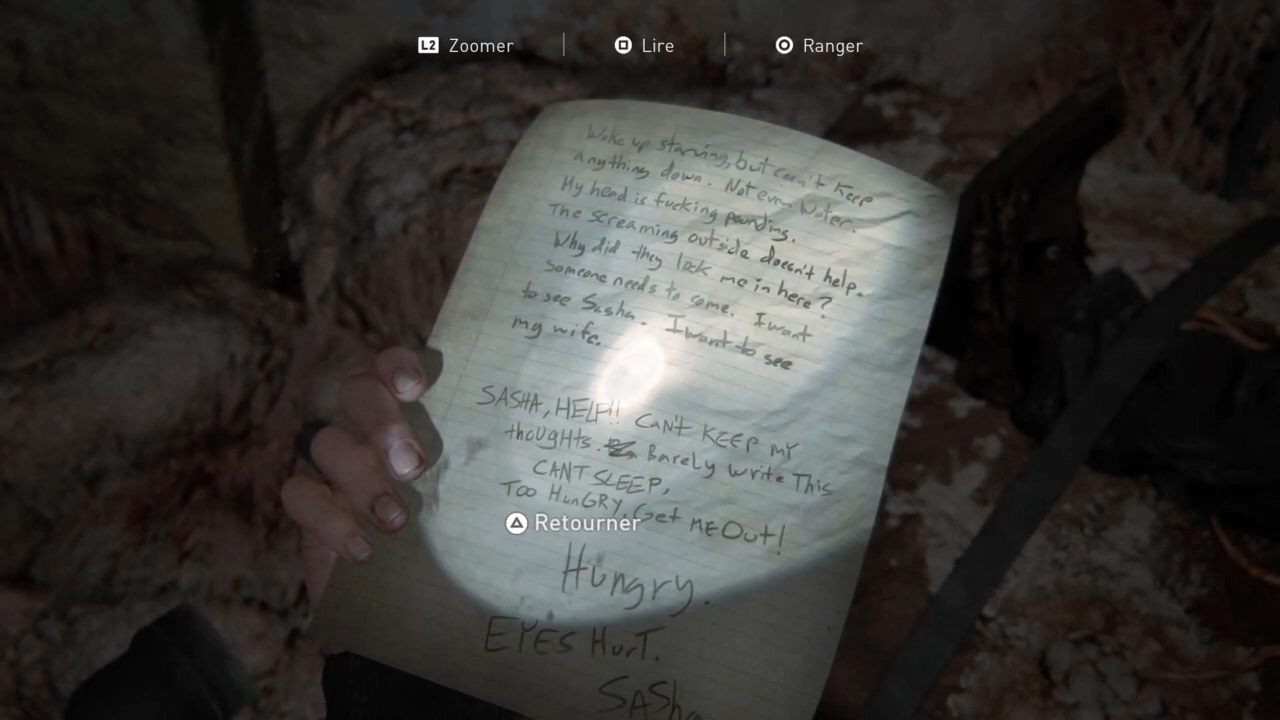 L2 Zoomer | Lire | Ranger
Woke up starving, but can't keep
anything down. Not even water.
My head is fucking pounding.
The screaming outside doesn't help.
Why did they lock me in here?
Someone needs to come. I want
to see Sasha. I want to see
my wife.
SASHA, HELP!! CAN'T KEEP MY
thOUGHts. Barely write This
CANT SLEEP,
TOO HUnGRY. Get ME Out!
Retourner
Hungry.
EYES HurT.
SASha